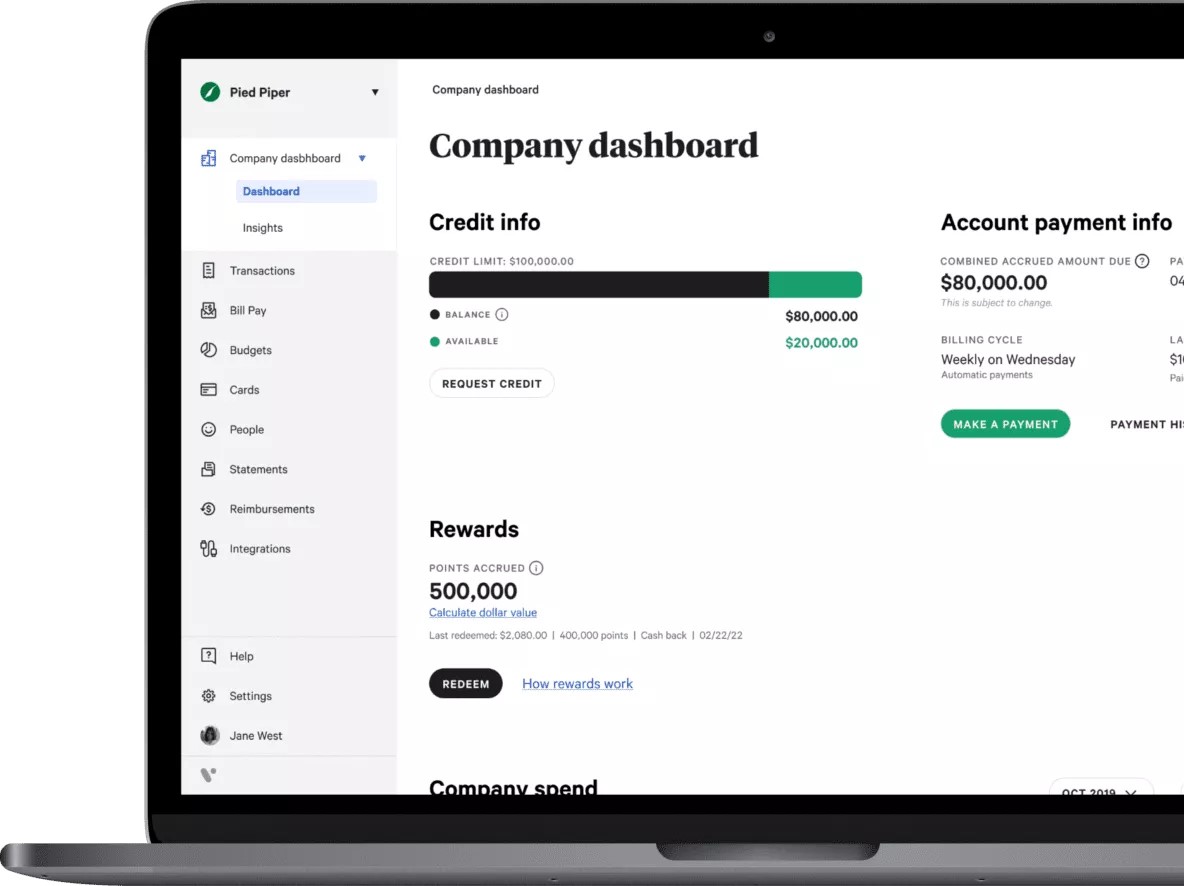 Pied Piper
Company dasbhboard
Dashboard
Insights
Transactions
Bill Pay
Budgets
Cards
People
Statements
Reimbursements
Integrations
Help
Settings
Jane West
Company dashboard
Company dashboard
Credit info
CREDIT LIMIT: $100,000.00
BALANCE $80,000.00
AVAILABLE $20,000.00
REQUEST CREDIT
Account payment info
COMBINED ACCRUED AMOUNT DUE
$80,000.00
This is subject to change.
BILLING CYCLE
Weekly on Wednesday
Automatic payments
MAKE A PAYMENT
PA
04
LA
$10
Pai
PAYMENT HIS
Rewards
POINTS ACCRUED
500,000
Calculate dollar value
Last redeemed: $2,080.00 | 400,000 points | Cash back | 02/22/22
REDEEM How rewards work
Company spend
OCT 2019